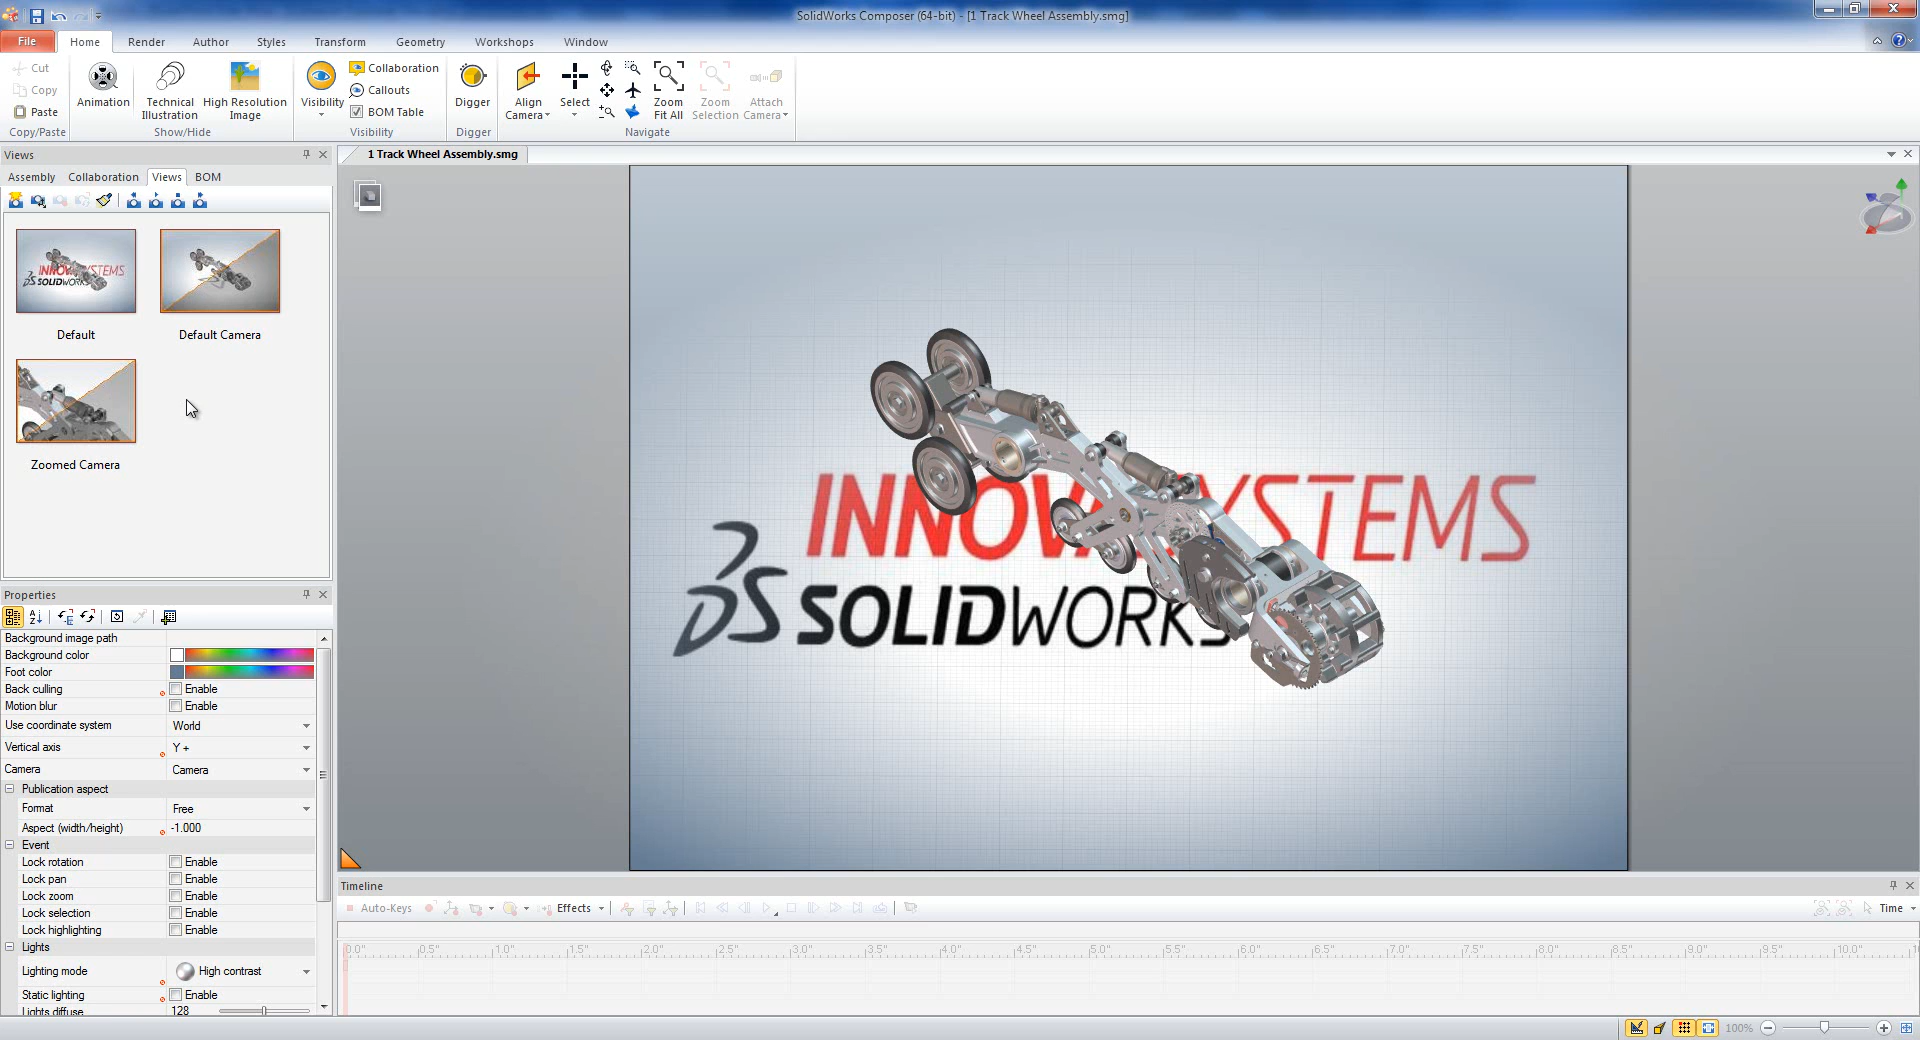 SolidWorks Composer (64-bit) - [1 Track Wheel Assembly.smg]
File Home Render Author Styles Transform Geometry Workshops Window
Cut
Copy
Paste
Copy/Paste
Animation
Technical Illustration
High Resolution Image
Show/Hide
Visibility
Collaboration
Callouts
BOM Table
Visibility
Digger
Digger
Align Camera
Select
Zoom Fit All
Zoom Selection
Attach Camera
Navigate
Views
1 Track Wheel Assembly.smg
Assembly Collaboration Views BOM
Default
Default Camera
Zoomed Camera
INNOV YSTEMS
SOLIDWORKS
Properties
Background image path
Background color
Foot color
Back culling Enable
Motion blur Enable
Use coordinate system World
Vertical axis Y +
Camera Camera
Publication aspect
Format Free
Aspect (width/height) -1.000
Event
Lock rotation Enable
Lock pan Enable
Lock zoom Enable
Lock selection Enable
Lock highlighting Enable
Lights
Lighting mode High contrast
Static lighting Enable
Lights diffuse 128
Timeline
Auto-Keys Effects Time
0.0" 0.5" 1.0" 1.5" 2.0" 2.5" 3.0" 3.5" 4.0" 4.5" 5.0" 5.5" 6.0" 6.5" 7.0" 7.5" 8.0" 8.5" 9.0" 9.5" 10.0"
100%